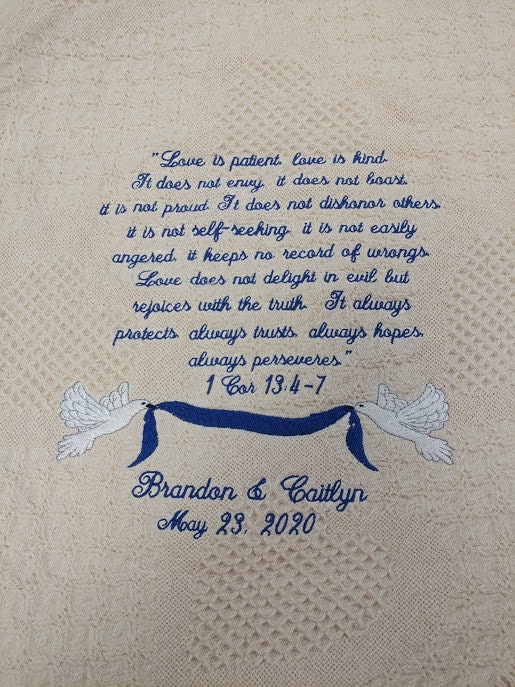 "Love is patient, love is kind.
It does not envy, it does not boast,
it is not proud. It does not dishonor others,
it is not self-seeking, it is not easily
angered, it keeps no record of wrongs.
Love does not delight in evil but
rejoices with the truth. It always
protects, always trusts, always hopes,
always perseveres."
1 Cor 13:4-7
Brandon & Caitlyn
May 23, 2020